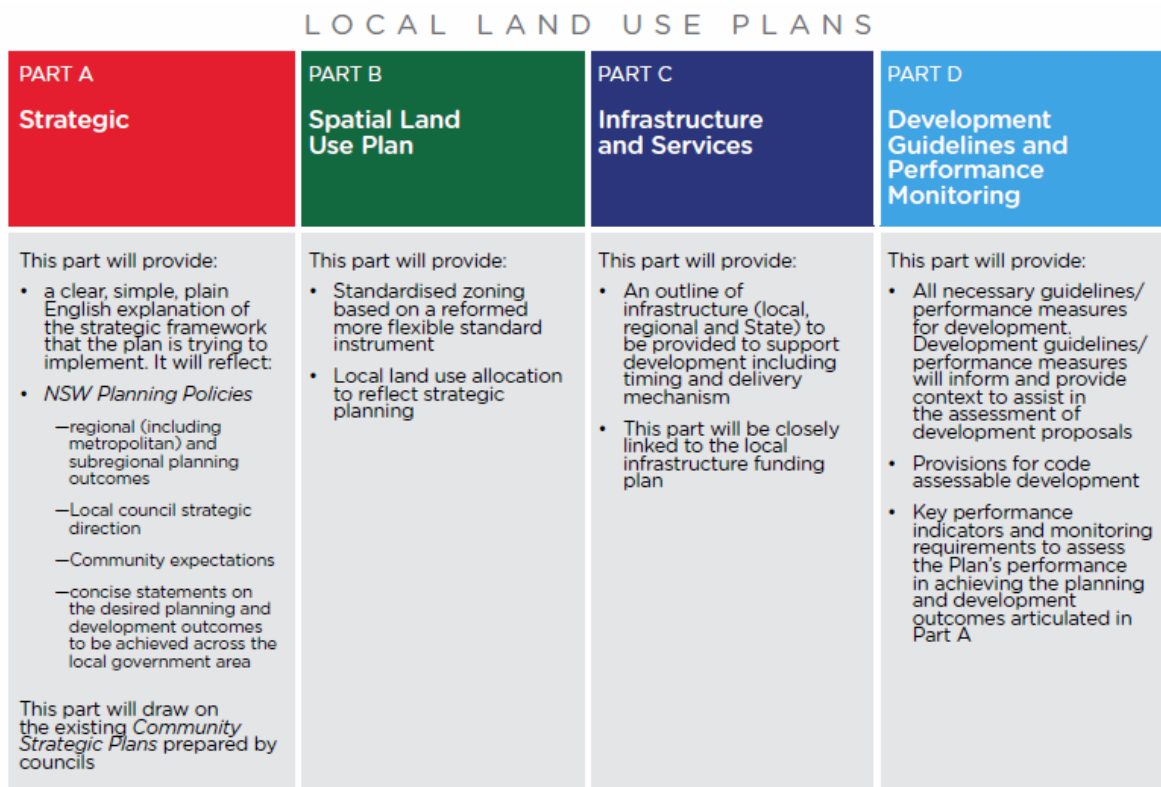 LOCAL LAND USE PLANS
PART A
Strategic
This part will provide:
• a clear, simple, plain
English explanation of
the strategic framework
that the plan is trying to
implement. It will reflect:
• NSW Planning Policies
—regional (including
metropolitan) and
subregional planning
outcomes
—Local council strategic
direction
—Community expectations
—concise statements on
the desired planning and
development outcomes
to be achieved across the
local government area
This part will draw on
the existing Community
Strategic Plans prepared by
councils
PART B
Spatial Land
Use Plan
This part will provide:
• Standardised zoning
based on a reformed
more flexible standard
instrument
• Local land use allocation
to reflect strategic
planning
PART C
Infrastructure
and Services
This part will provide:
• An outline of
infrastructure (local,
regional and State) to
be provided to support
development including
timing and delivery
mechanism
• This part will be closely
linked to the local
infrastructure funding
plan
PART D
Development
Guidelines and
Performance
Monitoring
This part will provide:
• All necessary guidelines/
performance measures
for development.
Development guidelines/
performance measures
will inform and provide
context to assist in
the assessment of
development proposals
• Provisions for code
assessable development
• Key performance
indicators and monitoring
requirements to assess
the Plan's performance
in achieving the planning
and development
outcomes articulated in
Part A